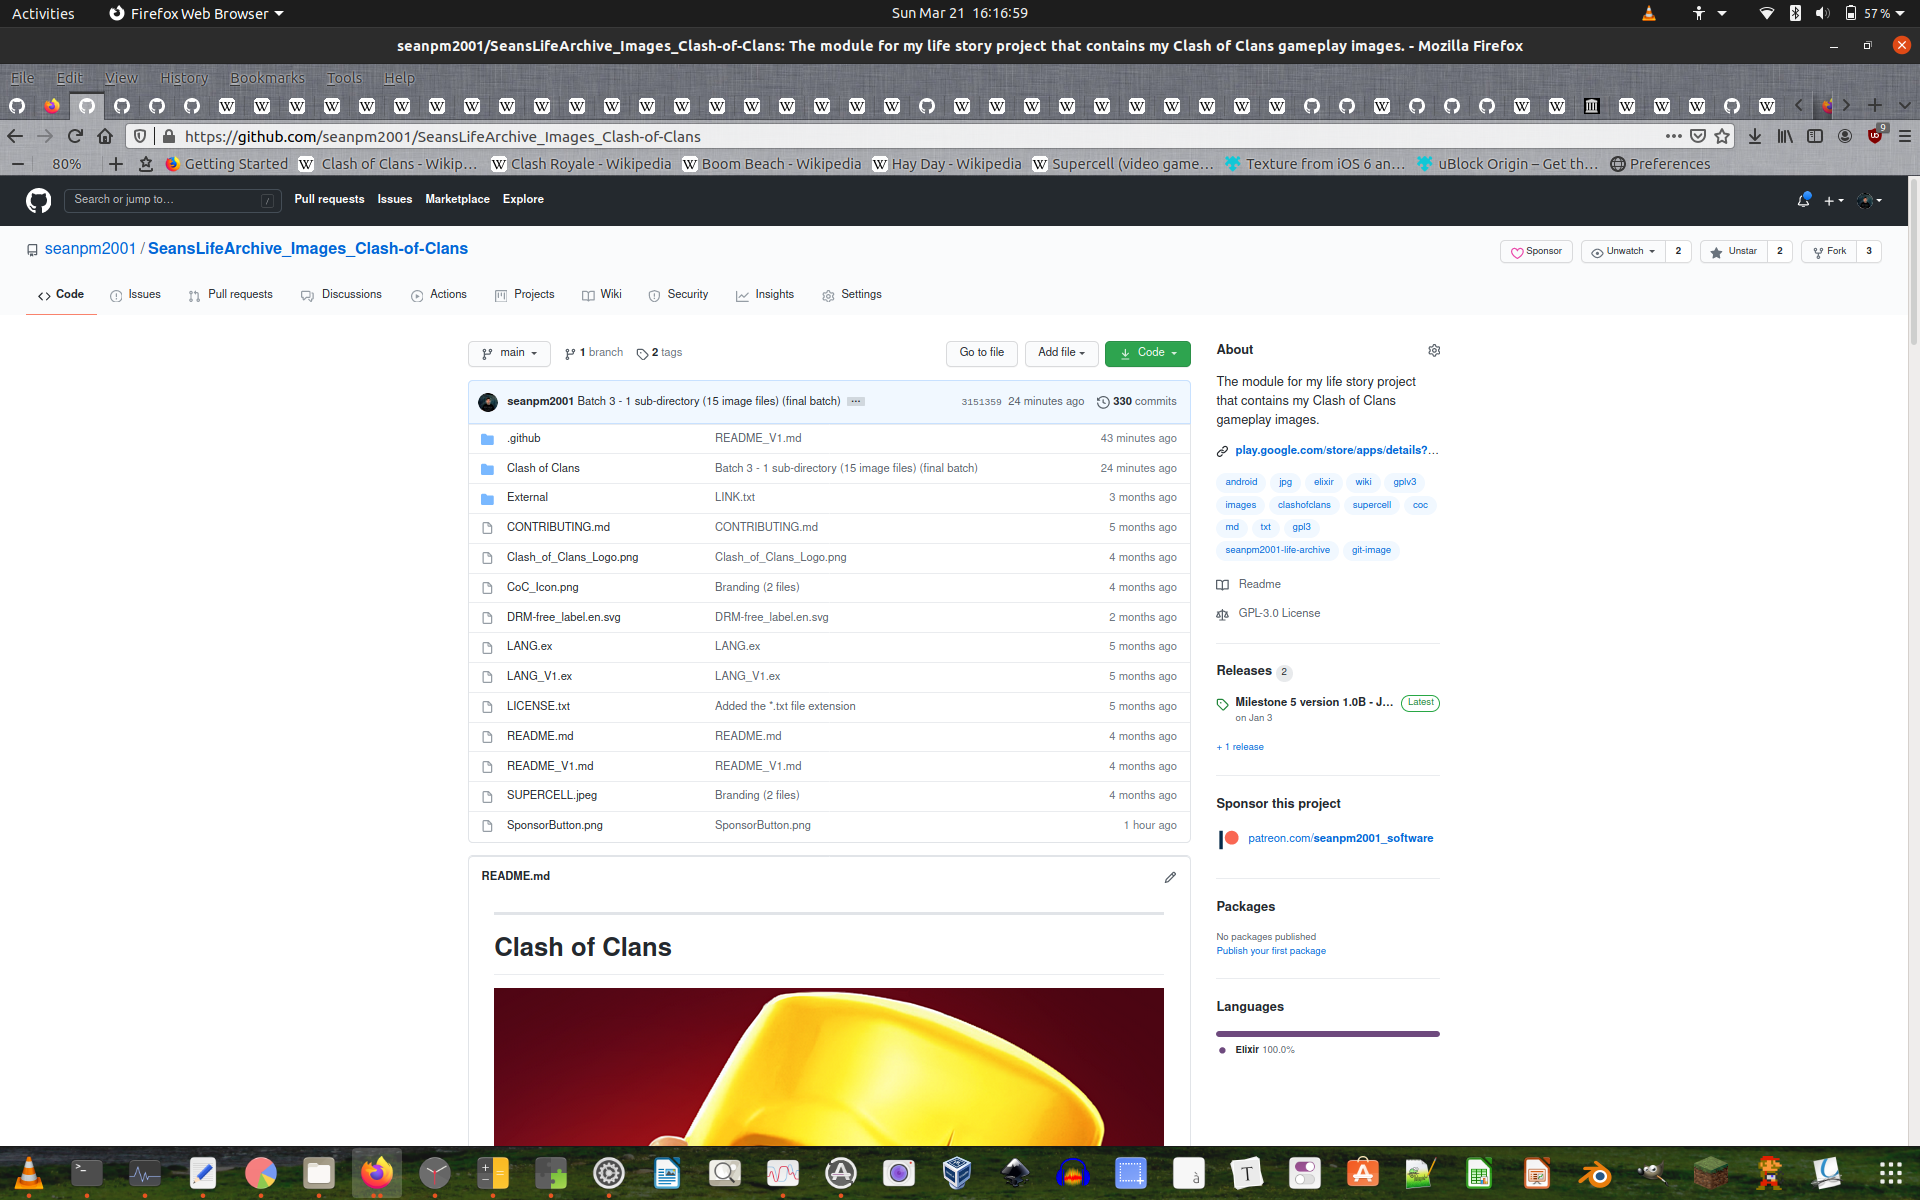 Activities Firefox Web Browser Sun Mar 21 16:16:59 57 %
seanpm2001/SeansLifeArchive_Images_Clash-of-Clans: The module for my life story project that contains my Clash of Clans gameplay images. - Mozilla Firefox
File Edit View History Bookmarks Tools Help
https://github.com/seanpm2001/SeansLifeArchive_Images_Clash-of-Clans 9
80% Getting Started Clash of Clans - Wikip… Clash Royale - Wikipedia Boom Beach - Wikipedia Hay Day - Wikipedia Supercell (video game… Texture from iOS 6 an… uBlock Origin – Get th… Preferences
Search or jump to… / Pull requests Issues Marketplace Explore
seanpm2001 / SeansLifeArchive_Images_Clash-of-Clans Sponsor Unwatch 2 Unstar 2 Fork 3
Code Issues Pull requests Discussions Actions Projects Wiki Security Insights Settings
main 1 branch 2 tags Go to file Add file Code
seanpm2001 Batch 3 - 1 sub-directory (15 image files) (final batch) ... 3151359 24 minutes ago 330 commits
.github README_V1.md 43 minutes ago
Clash of Clans Batch 3 - 1 sub-directory (15 image files) (final batch) 24 minutes ago
External LINK.txt 3 months ago
CONTRIBUTING.md CONTRIBUTING.md 5 months ago
Clash_of_Clans_Logo.png Clash_of_Clans_Logo.png 4 months ago
CoC_Icon.png Branding (2 files) 4 months ago
DRM-free_label.en.svg DRM-free_label.en.svg 2 months ago
LANG.ex LANG.ex 5 months ago
LANG_V1.ex LANG_V1.ex 5 months ago
LICENSE.txt Added the *.txt file extension 5 months ago
README.md README.md 4 months ago
README_V1.md README_V1.md 4 months ago
SUPERCELL.jpeg Branding (2 files) 4 months ago
SponsorButton.png SponsorButton.png 1 hour ago
README.md
Clash of Clans
About
The module for my life story project
that contains my Clash of Clans
gameplay images.
play.google.com/store/apps/details?…
android jpg elixir wiki gplv3
images clashofclans supercell coc
md txt gpl3
seanpm2001-life-archive git-image
Readme
GPL-3.0 License
Releases 2
Milestone 5 version 1.0B - J… Latest
on Jan 3
+ 1 release
Sponsor this project
patreon.com/seanpm2001_software
Packages
No packages published
Publish your first package
Languages
Elixir 100.0%